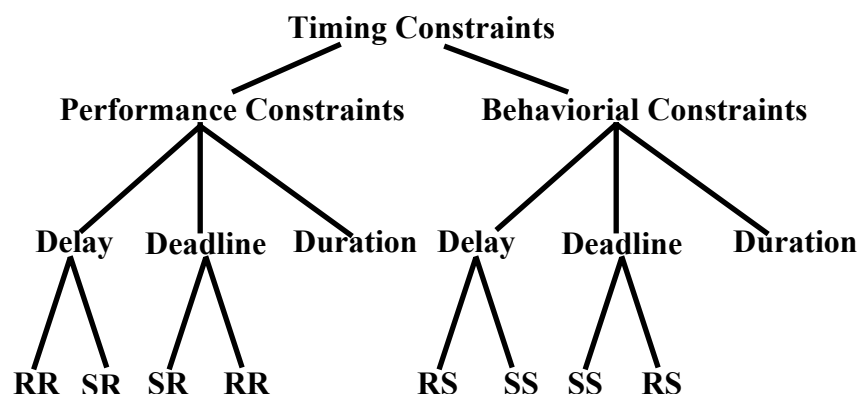 Timing Constraints
Performance Constraints Behaviorial Constraints
Delay Deadline Duration Delay Deadline Duration
RR SR SR RR RS SS SS RS